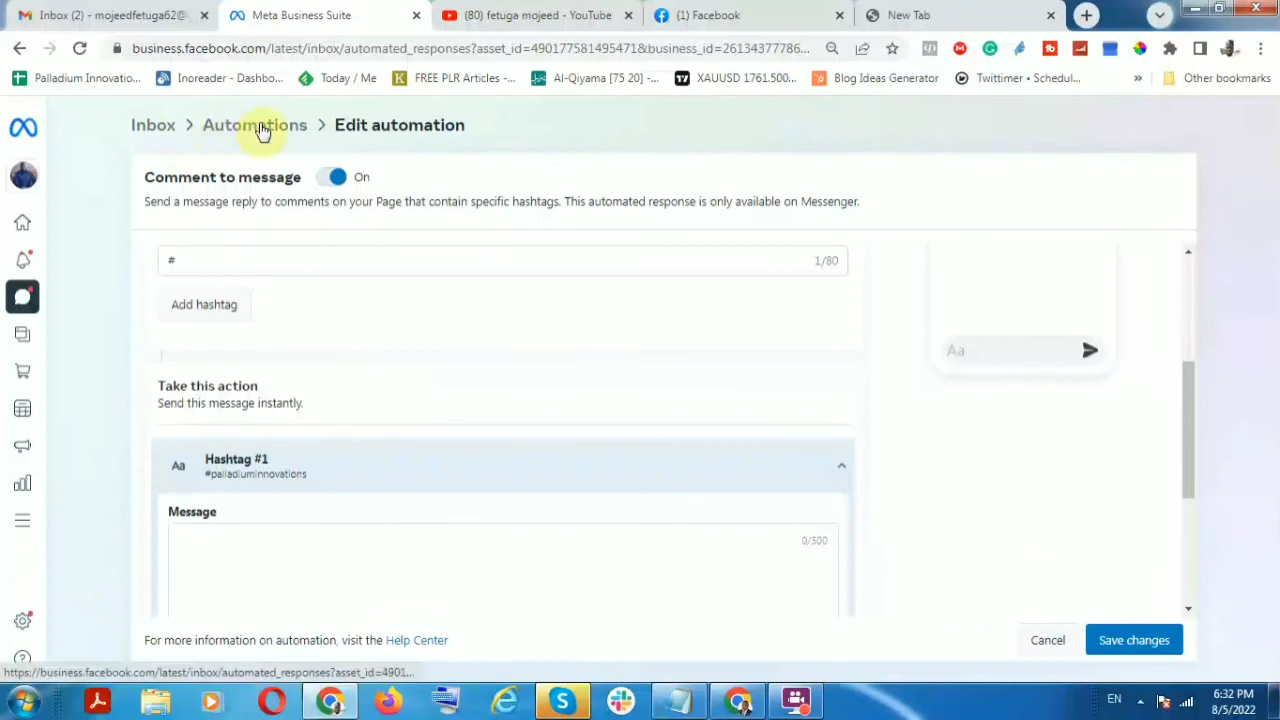 Inbox (2) - mojeedfetuga62@
Meta Business Suite
(80) fetuga mojeed - YouTube
(1) Facebook
New Tab
business.facebook.com/latest/inbox/automated_responses?asset_id=490177581495471&business_id=26134377786...
Palladium Innovatio...
Inoreader - Dashbo...
Today / Me
FREE PLR Articles -...
Al-Qiyama [75 20] -...
XAUSD 1761.500...
Blog Ideas Generator
Twittimer • Schedul...
»
Other bookmarks
Inbox > Automations > Edit automation
Comment to message
On
Send a message reply to comments on your Page that contain specific hashtags. This automated response is only available on Messenger.
#
1/80
Add hashtag
Aa
Take this action
Send this message instantly.
Aa
Hashtag #1
#palladiuminnovations
Message
0/300
For more information on automation, visit the Help Center
Cancel
Save changes
https://business.facebook.com/latest/inbox/automated_responses?asset_id=4901...
EN
6:32 PM
8/5/2022